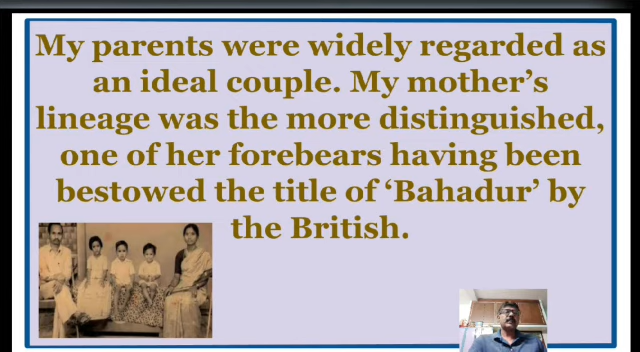 My parents were widely regarded as
an ideal couple. My mother’s
lineage was the more distinguished,
one of her forebears having been
bestowed the title of ‘Bahadur’ by
the British.